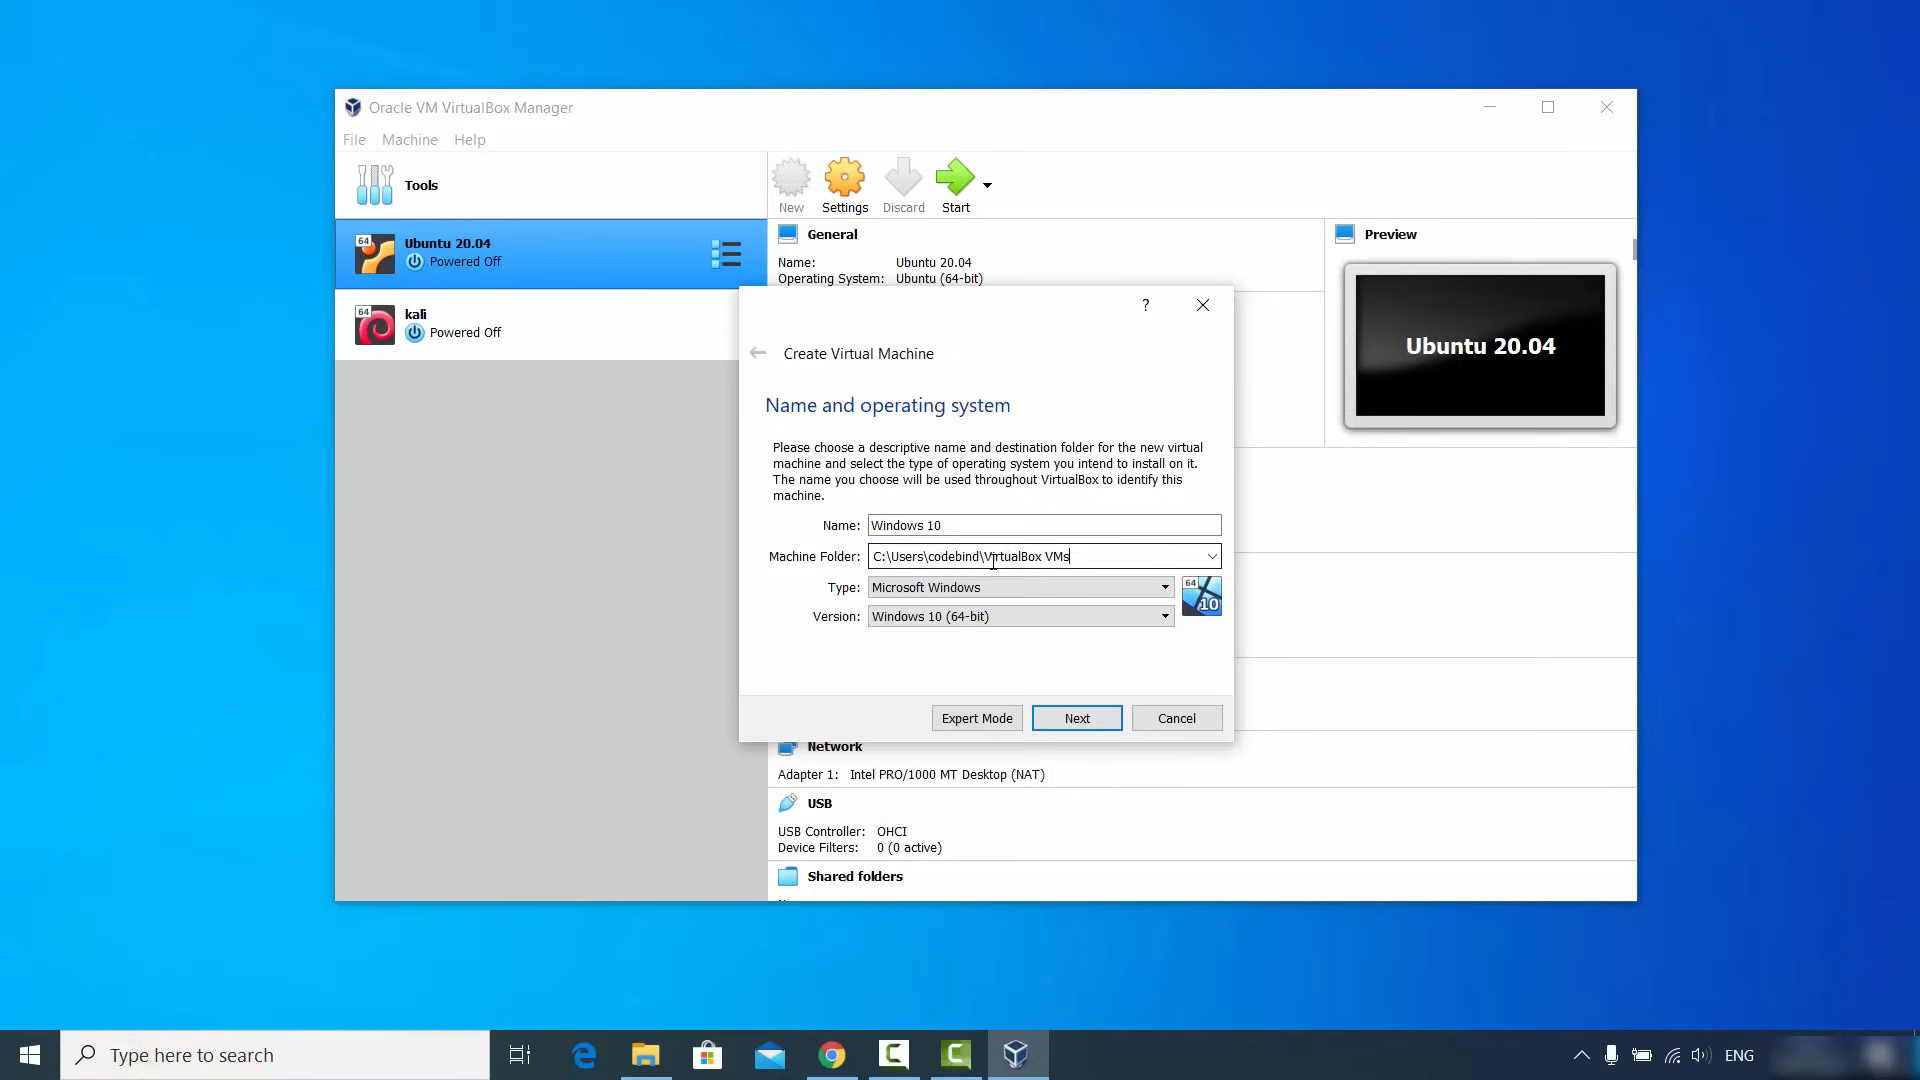 Oracle VM VirtualBox Manager
File Machine Help
Tools
New Settings Discard Start
64
Ubuntu 20.04
Powered Off
64
kali
Powered Off
General
Name: Ubuntu 20.04
Operating System: Ubuntu (64-bit)
Preview
Ubuntu 20.04
?
Create Virtual Machine
Name and operating system
Please choose a descriptive name and destination folder for the new virtual
machine and select the type of operating system you intend to install on it.
The name you choose will be used throughout VirtualBox to identify this
machine.
Name: Windows 10
Machine Folder: C:\Users\codebind\VirtualBox VMs
Type: Microsoft Windows
Version: Windows 10 (64-bit)
64
10
Expert Mode Next Cancel
Network
Adapter 1: Intel PRO/1000 MT Desktop (NAT)
USB
USB Controller: OHCI
Device Filters: 0 (0 active)
Shared folders
Type here to search
ENG